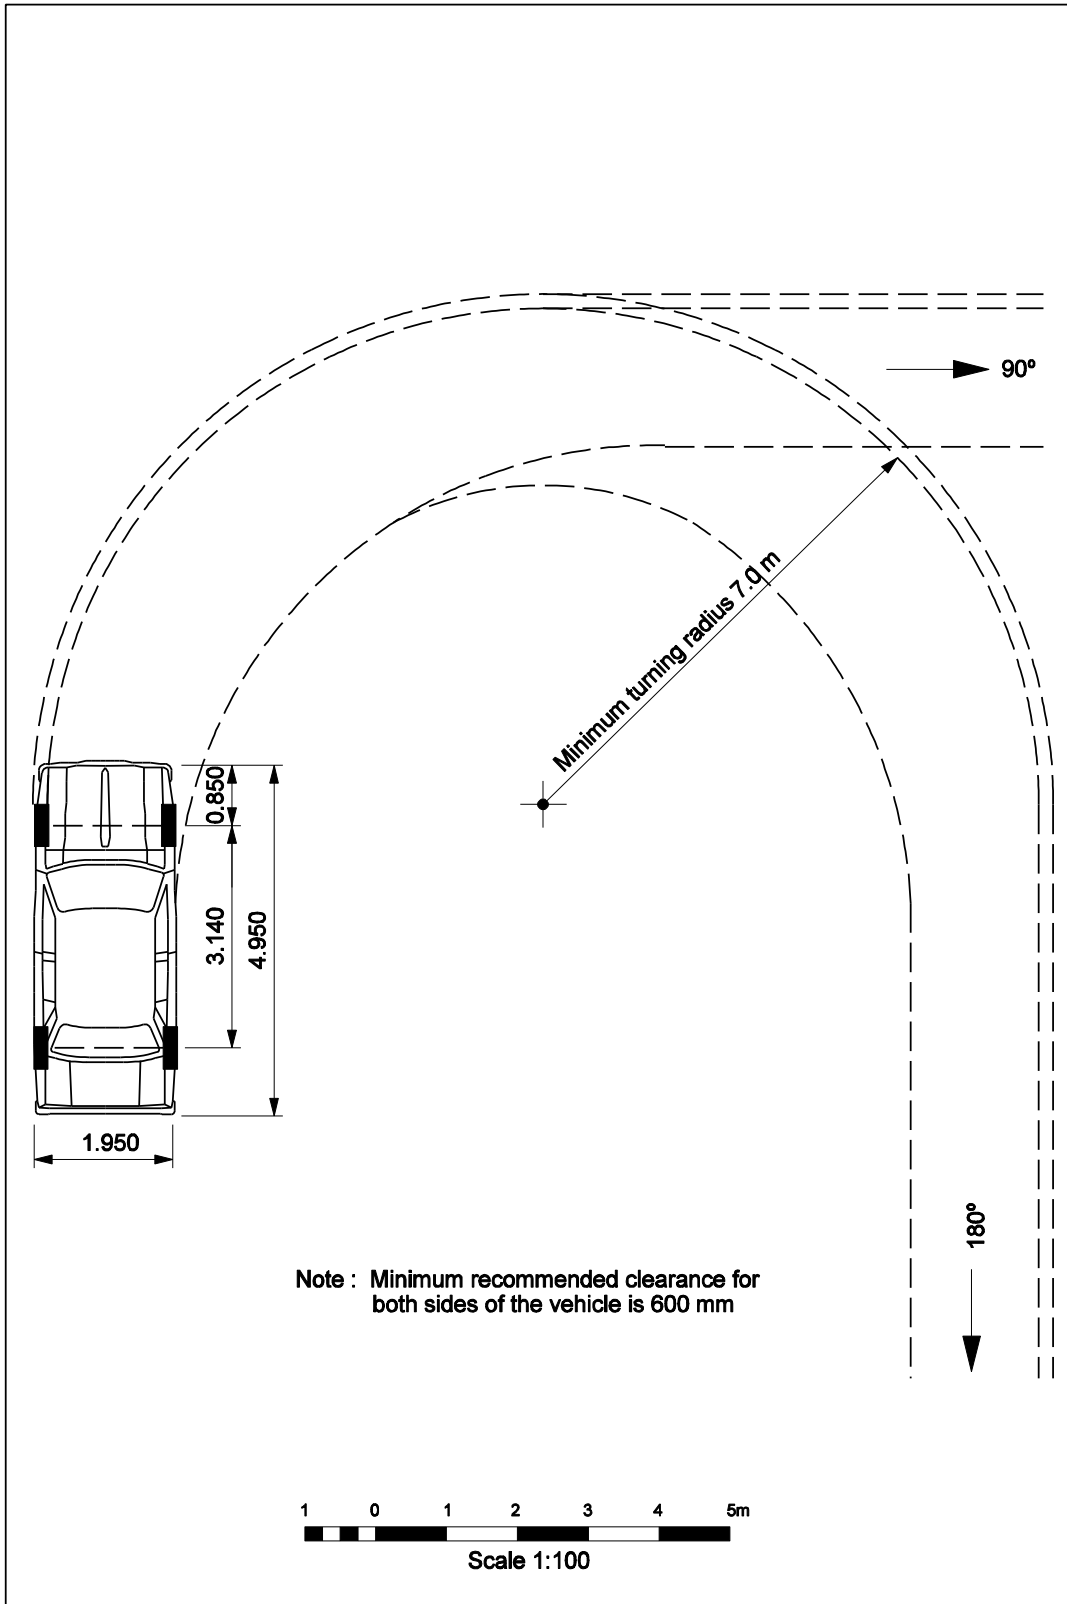 90º
Minimum turning radius 7.0 m
0.850
3.140
4.950
1.950
180º
Note : Minimum recommended clearance for
both sides of the vehicle is 600 mm
1 0 1 2 3 4 5m
Scale 1:100